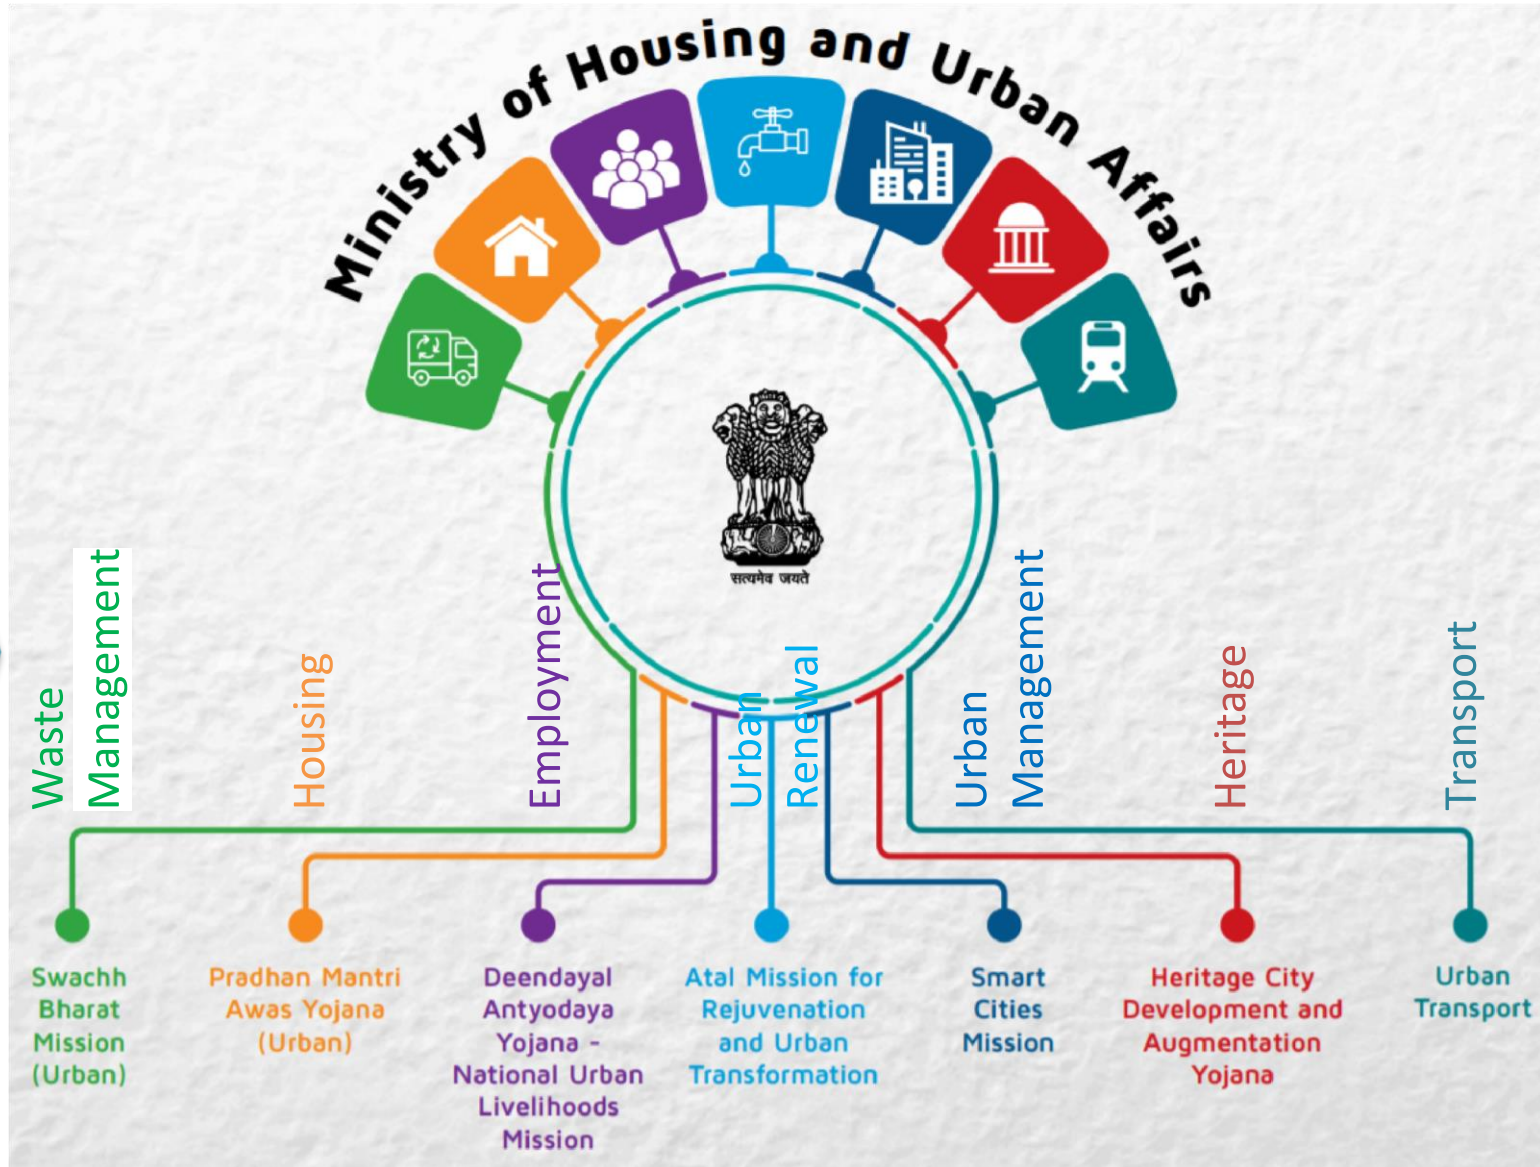 Ministry of Housing and Urban Affairs
सत्यमेव जयते
Waste
Management
Housing
Employment
Urban
Renewal
Urban
Management
Heritage
Transport
Swachh
Bharat
Mission
(Urban)
Pradhan Mantri
Awas Yojana
(Urban)
Deendayal
Antyodaya
Yojana -
National Urban
Livelihoods
Mission
Atal Mission for
Rejuvenation
and Urban
Transformation
Smart
Cities
Mission
Heritage City
Development and
Augmentation
Yojana
Urban
Transport